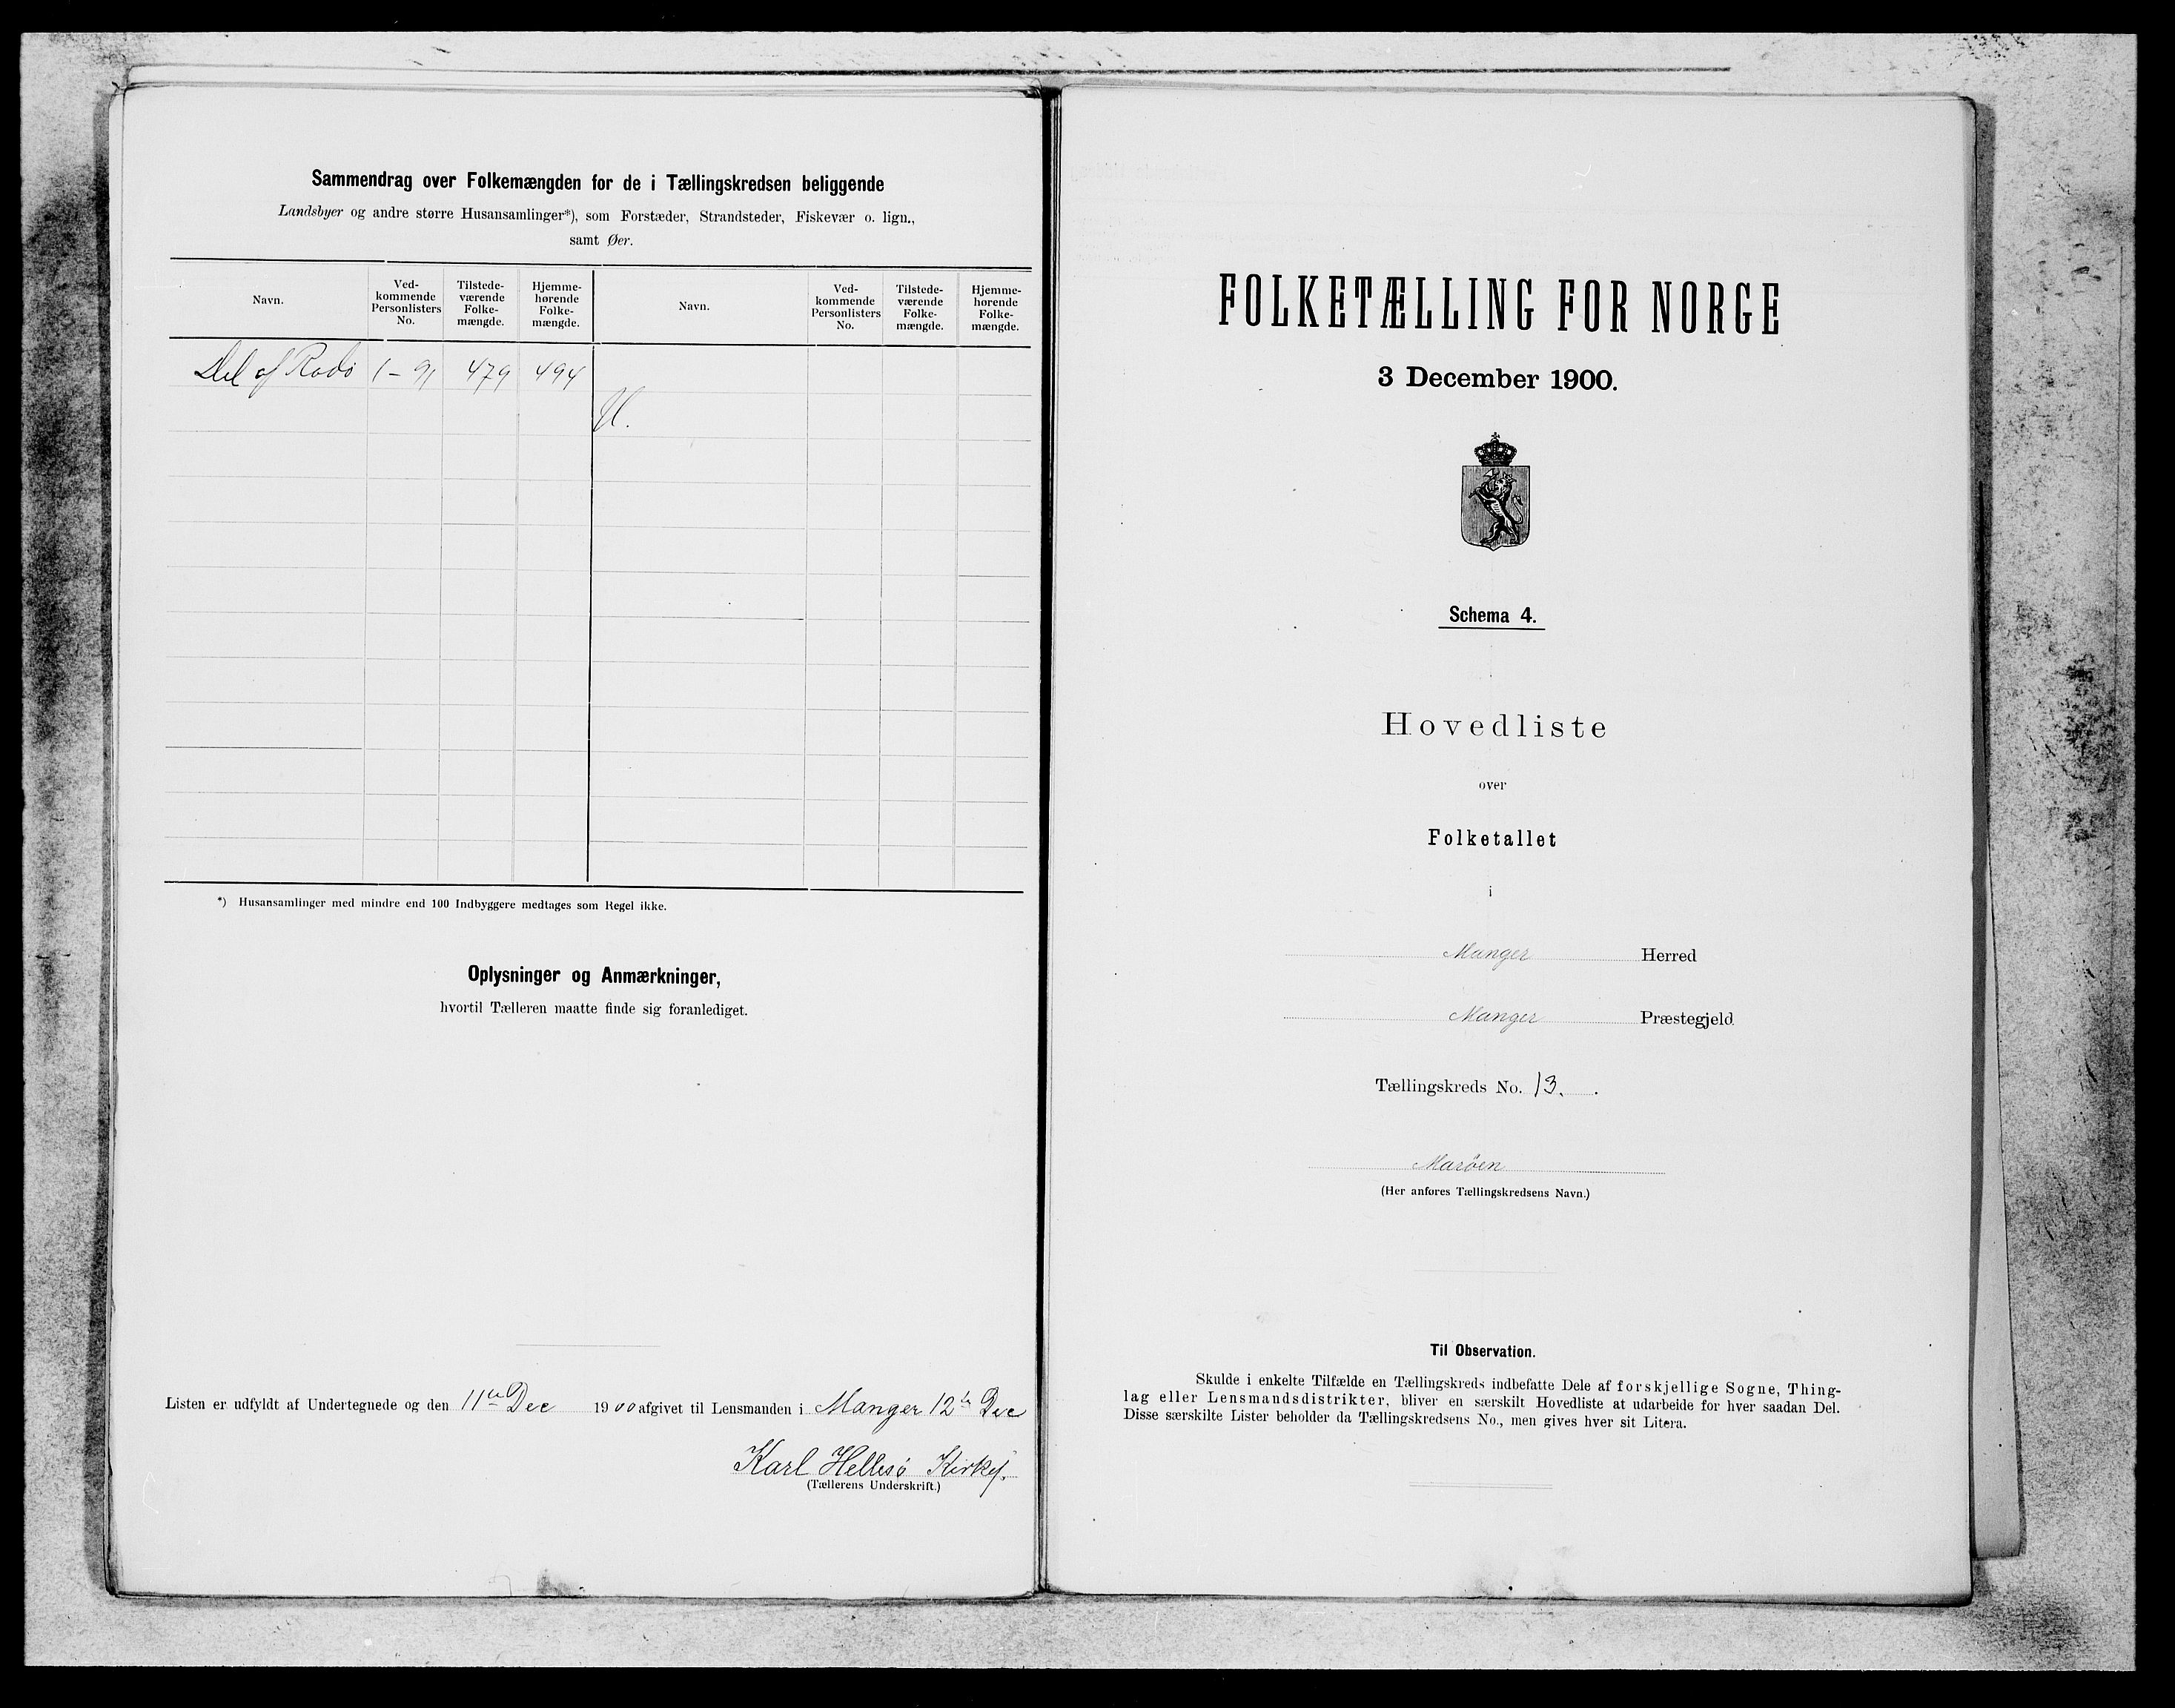 Sammendrag over Folkemængden for de i Tællingskredsen beliggende
Landsbyer og andre større Husansamlinger*), som Forstæder, Strandsteder, Fiskevær o. lign.,
samt Øer.
Navn.
Ved-
kommende
Personlisters
No.
Tilstede-
værende
Folke-
mængde.
Hjemme-
hørende
Folke-
mængde.
Navn.
Ved-
kommende
Personlisters
No.
Tilstede-
værende
Folke-
mængde.
Hjemme-
hørende
Folke-
mængde.
Del af Radö 1-91 479 494
*) Husansamlinger med mindre end 100 Indbyggere medtages som Regel ikke.
Oplysninger og Anmærkninger,
hvortil Tælleren maatte finde sig foranlediget.
Listen er udfyldt af Undertegnede og den 11te Dec 1900 afgivet til Lensmanden i Manger 12te Dec
Karl Hellesö Kirkes.
(Tællerens Underskrift.)
FOLKETÆLLING FOR NORGE
3 December 1900.
Schema 4.
Hovedliste
over
Folketallet
i
Manger Herred
Manger Præstegjeld
Tællingskreds No. 13.
Marøen
(Her anføres Tællingskredsens Navn.)
Til Observation.
Skulde i enkelte Tilfælde en Tællingskreds indbefatte Dele af forskjellige Sogne, Thing-
lag eller Lensmandsdistrikter, bliver en særskilt Hovedliste at udarbeide for hver saadan Del.
Disse særskilte Lister beholder da Tællingskredsens No., men gives hver sit Litera.